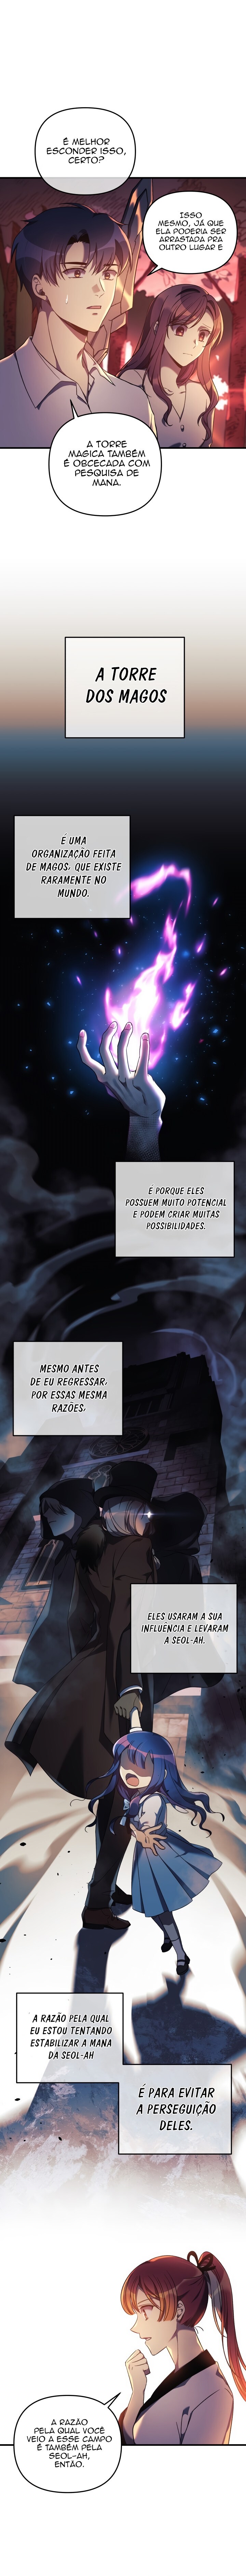 É MELHOR
ESCONDER ISSO,
CERTO?
ISSO
MESMO, JÁ QUE
ELA PODERIA SER
ARRASTADA PRA
OUTRO LUGAR E
A TORRE
MAGICA TAMBÉM
É OBCECADA COM
PESQUISA DE
MANA.
A TORRE
DOS MAGOS
É UMA
ORGANIZAÇÃO FEITA
DE MAGOS, QUE EXISTE
RARAMENTE NO
MUNDO.
E PORQUE ELES
POSSUEM MUITO POTENCIAL
E PODEM CRIAR MUITAS
POSSIBILIDADES.
MESMO ANTES
DE EU REGRESSAR,
POR ESSAS MESMA
RAZÕES,
ELES USARAM A SUA
INFLUENCIA E LEVARAM
A SEOL-AH.
A RAZÃO PELA QUAL
EU ESTOU TENTANDO
ESTABILIZAR A MANA
DA SEOL-AH
É PARA EVITAR
A PERSEGUIÇÃO
DELES.
A RAZÃO
PELA QUAL VOCÊ
VEIO A ESSE CAMPO
É TAMBÉM PELA
SEOL-AH,
ENTÃO.